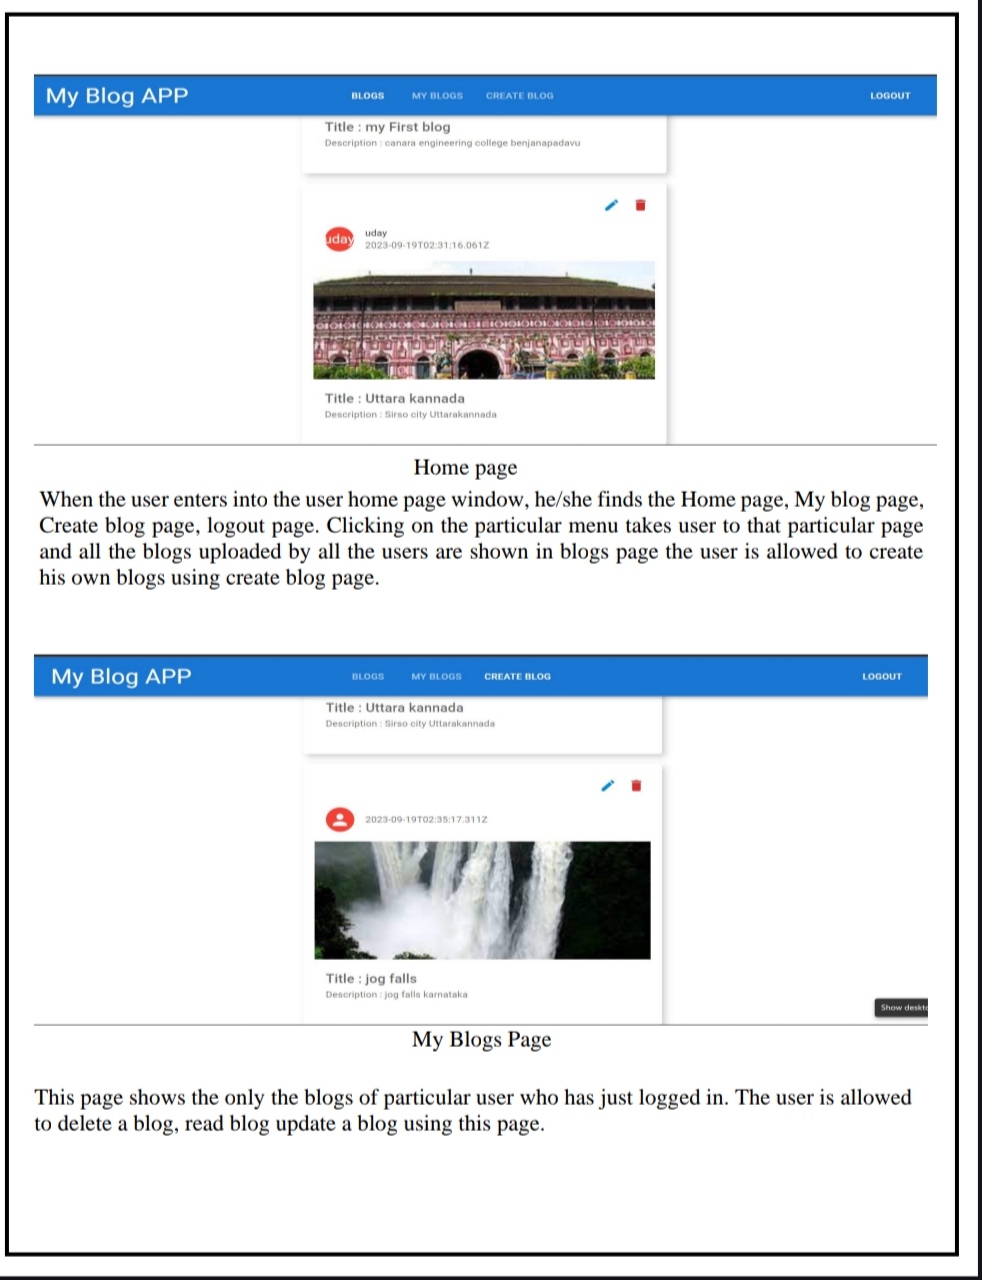 My Blog APP BLOGS MY BLOGS CREATE BLOG LOGOUT
Title : my First blog
Description : canara engineering college benjanapadavu
uday
uday
2023-09-19T02:31:16.061Z
Title : Uttara kannada
Description : Sirso city Uttarakannada
Home page
When the user enters into the user home page window, he/she finds the Home page, My blog page,
Create blog page, logout page. Clicking on the particular menu takes user to that particular page
and all the blogs uploaded by all the users are shown in blogs page the user is allowed to create
his own blogs using create blog page.
My Blog APP BLOGS MY BLOGS CREATE BLOG LOGOUT
Title : Uttara kannada
Description : Sirso city Uttarakannada
2023-09-19T02:35:17.311Z
Title : jog falls
Description : jog falls karnataka
Show deskto
My Blogs Page
This page shows the only the blogs of particular user who has just logged in. The user is allowed
to delete a blog, read blog update a blog using this page.